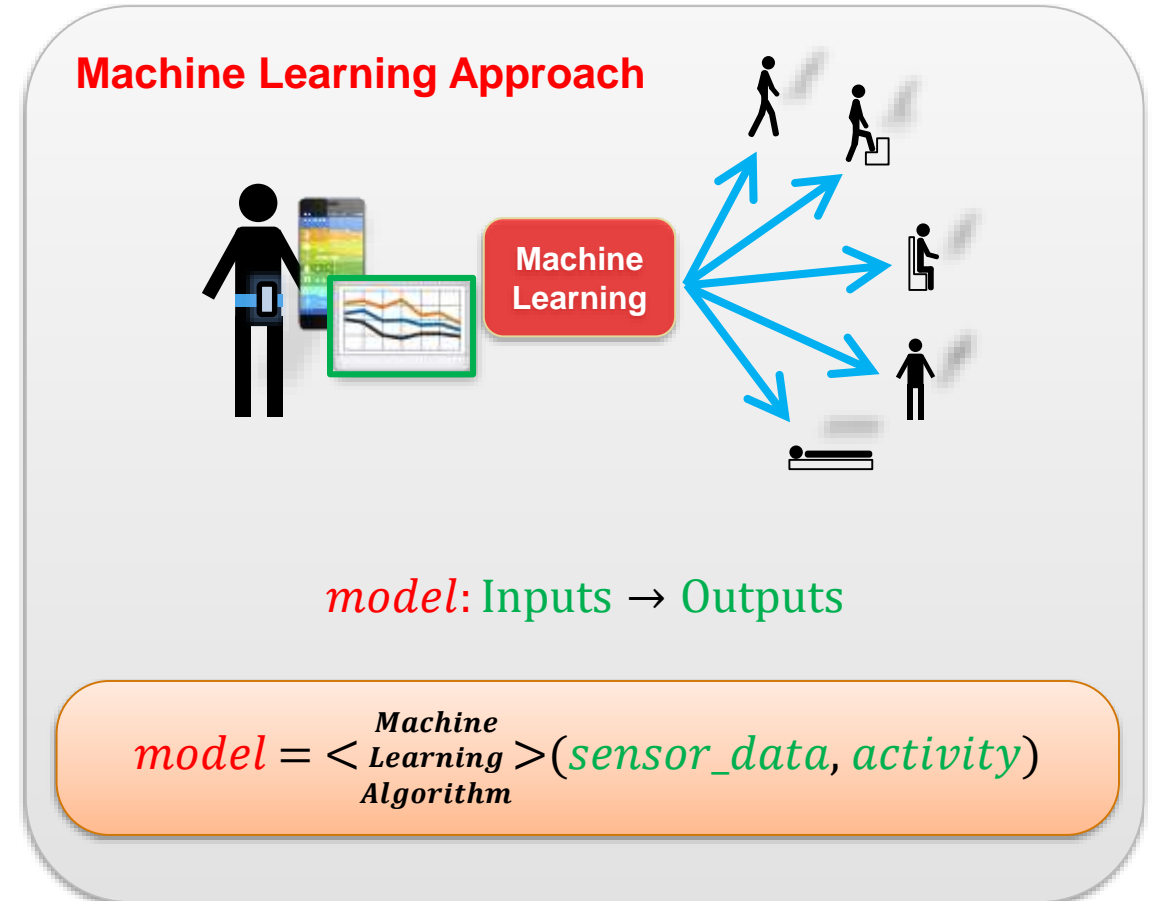 Machine Learning Approach
Machine
Learning
model: Inputs → Outputs
model = < Machine Learning Algorithm >(sensor_data, activity)